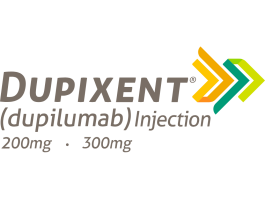 DUPIXENT®
(dupilumab) Injection
200mg · 300mg